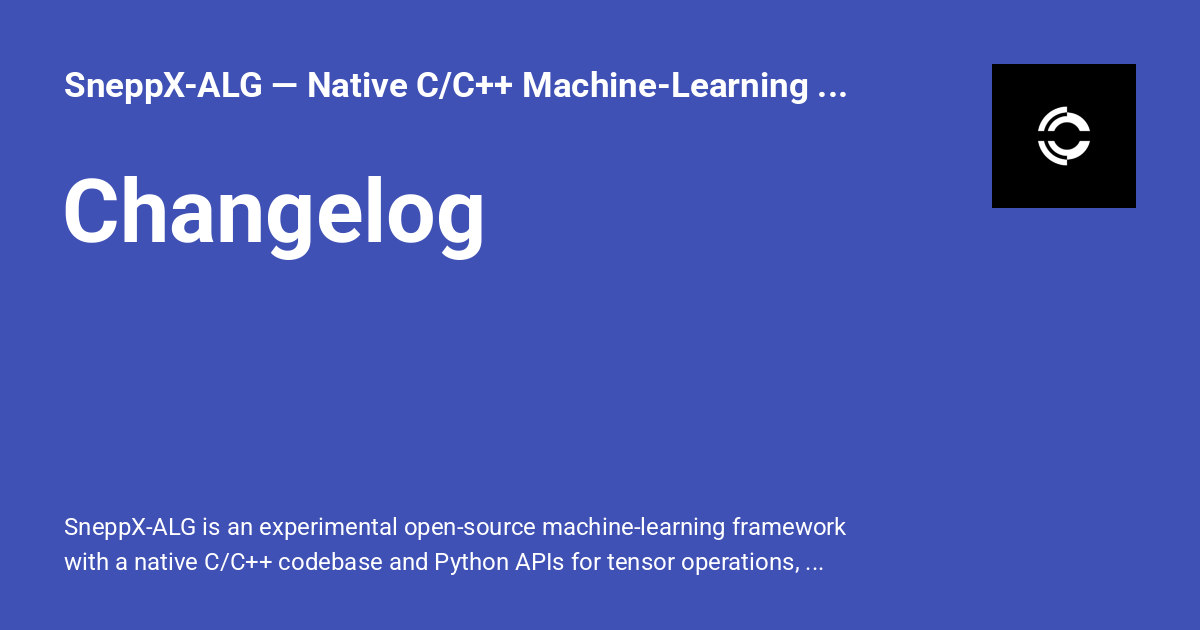 SneppX-ALG — Native C/C++ Machine-Learning ...
Changelog
SneppX-ALG is an experimental open-source machine-learning framework
with a native C/C++ codebase and Python APIs for tensor operations, ...